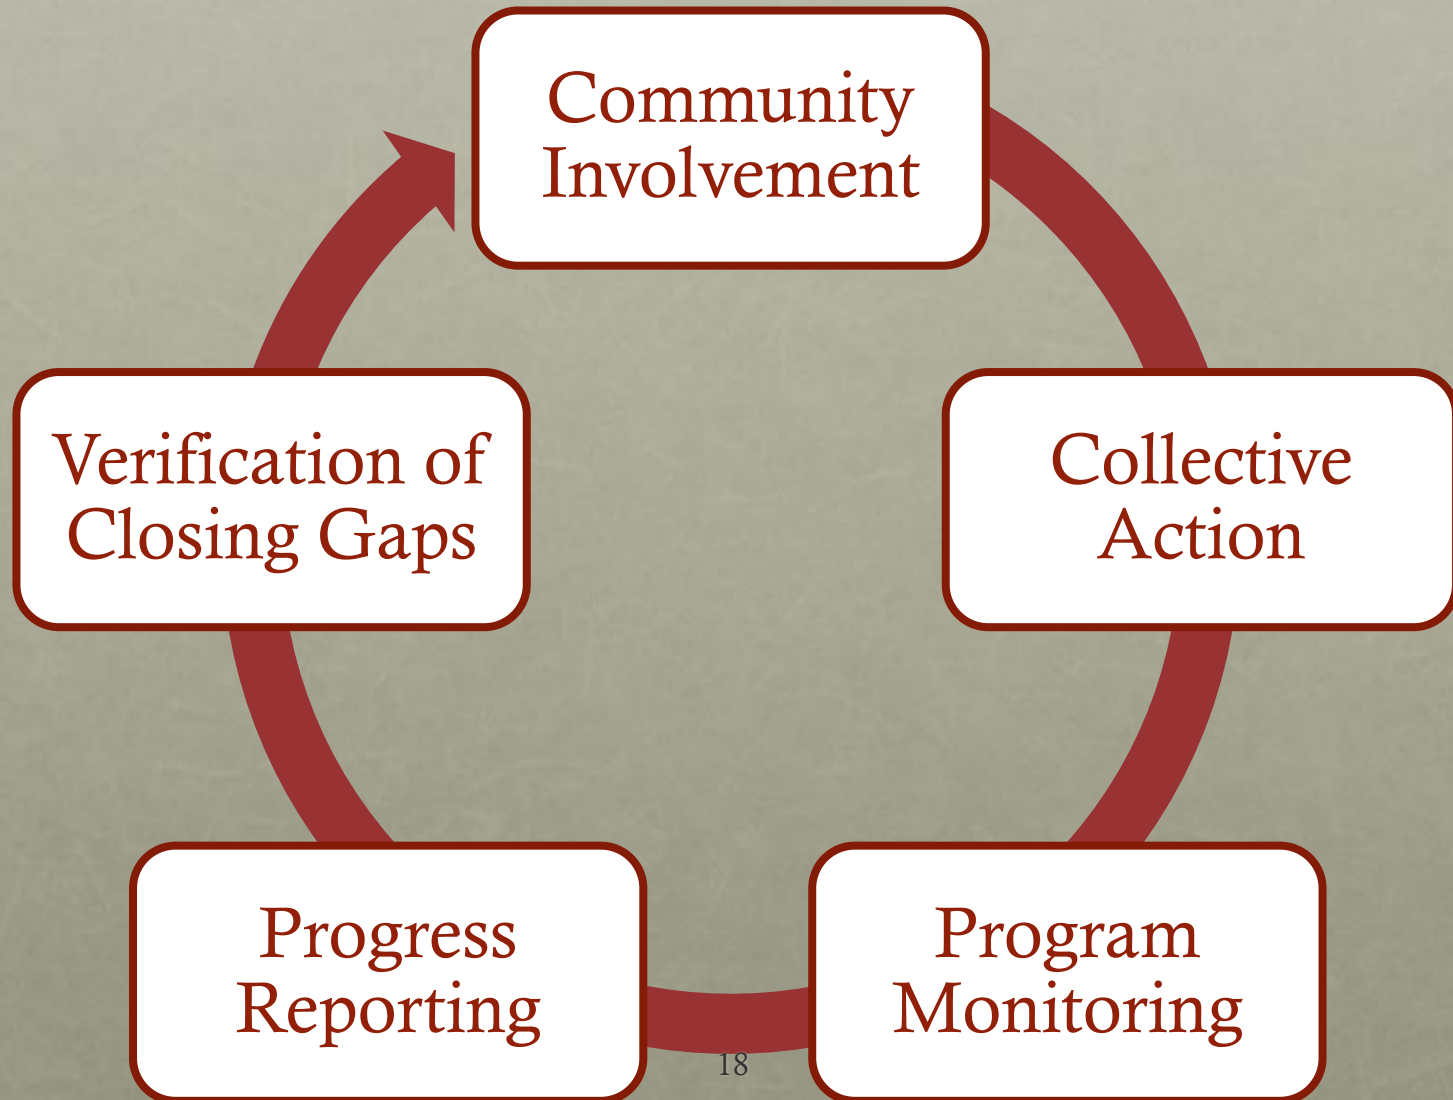 Community
Involvement
Collective
Action
Program
Monitoring
Progress
Reporting
Verification of
Closing Gaps
18